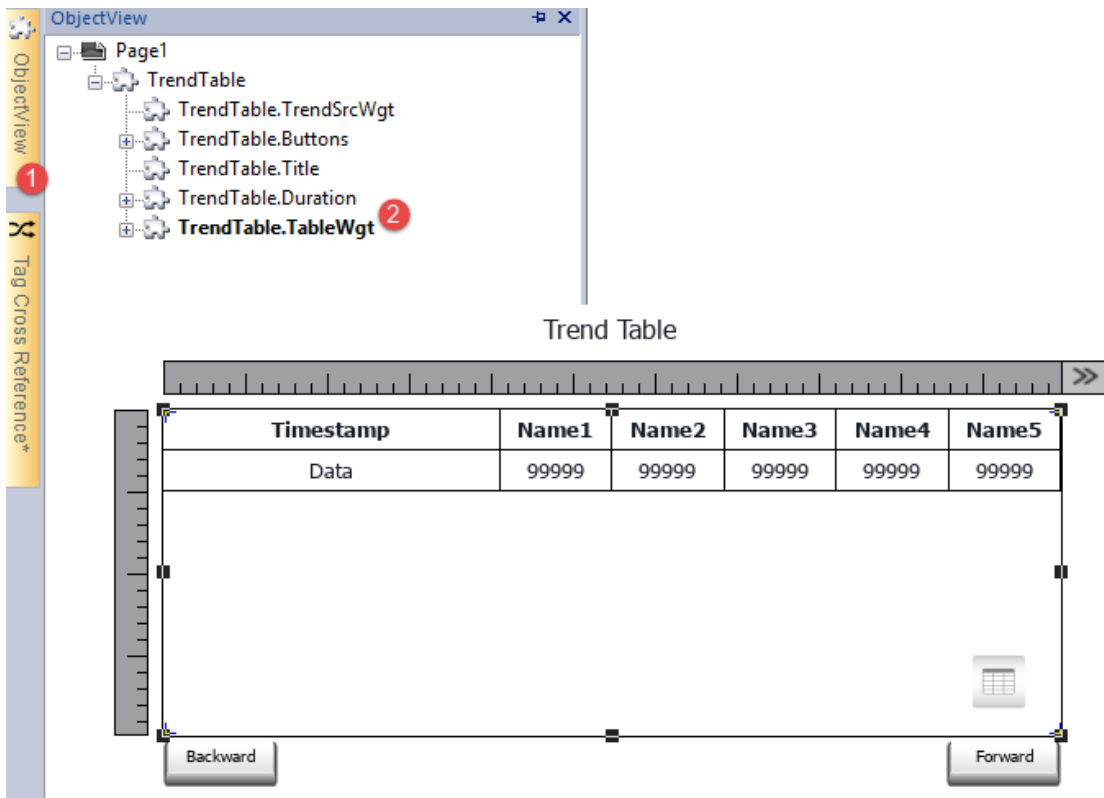 ObjectView
ObjectView
Page1
TrendTable
TrendTable.TrendSrcWgt
TrendTable.Buttons
TrendTable.Title
1
TrendTable.Duration
TrendTable.TableWgt 2
Tag Cross Reference*
Trend Table
Timestamp Name1 Name2 Name3 Name4 Name5
Data 99999 99999 99999 99999 99999
Backward Forward